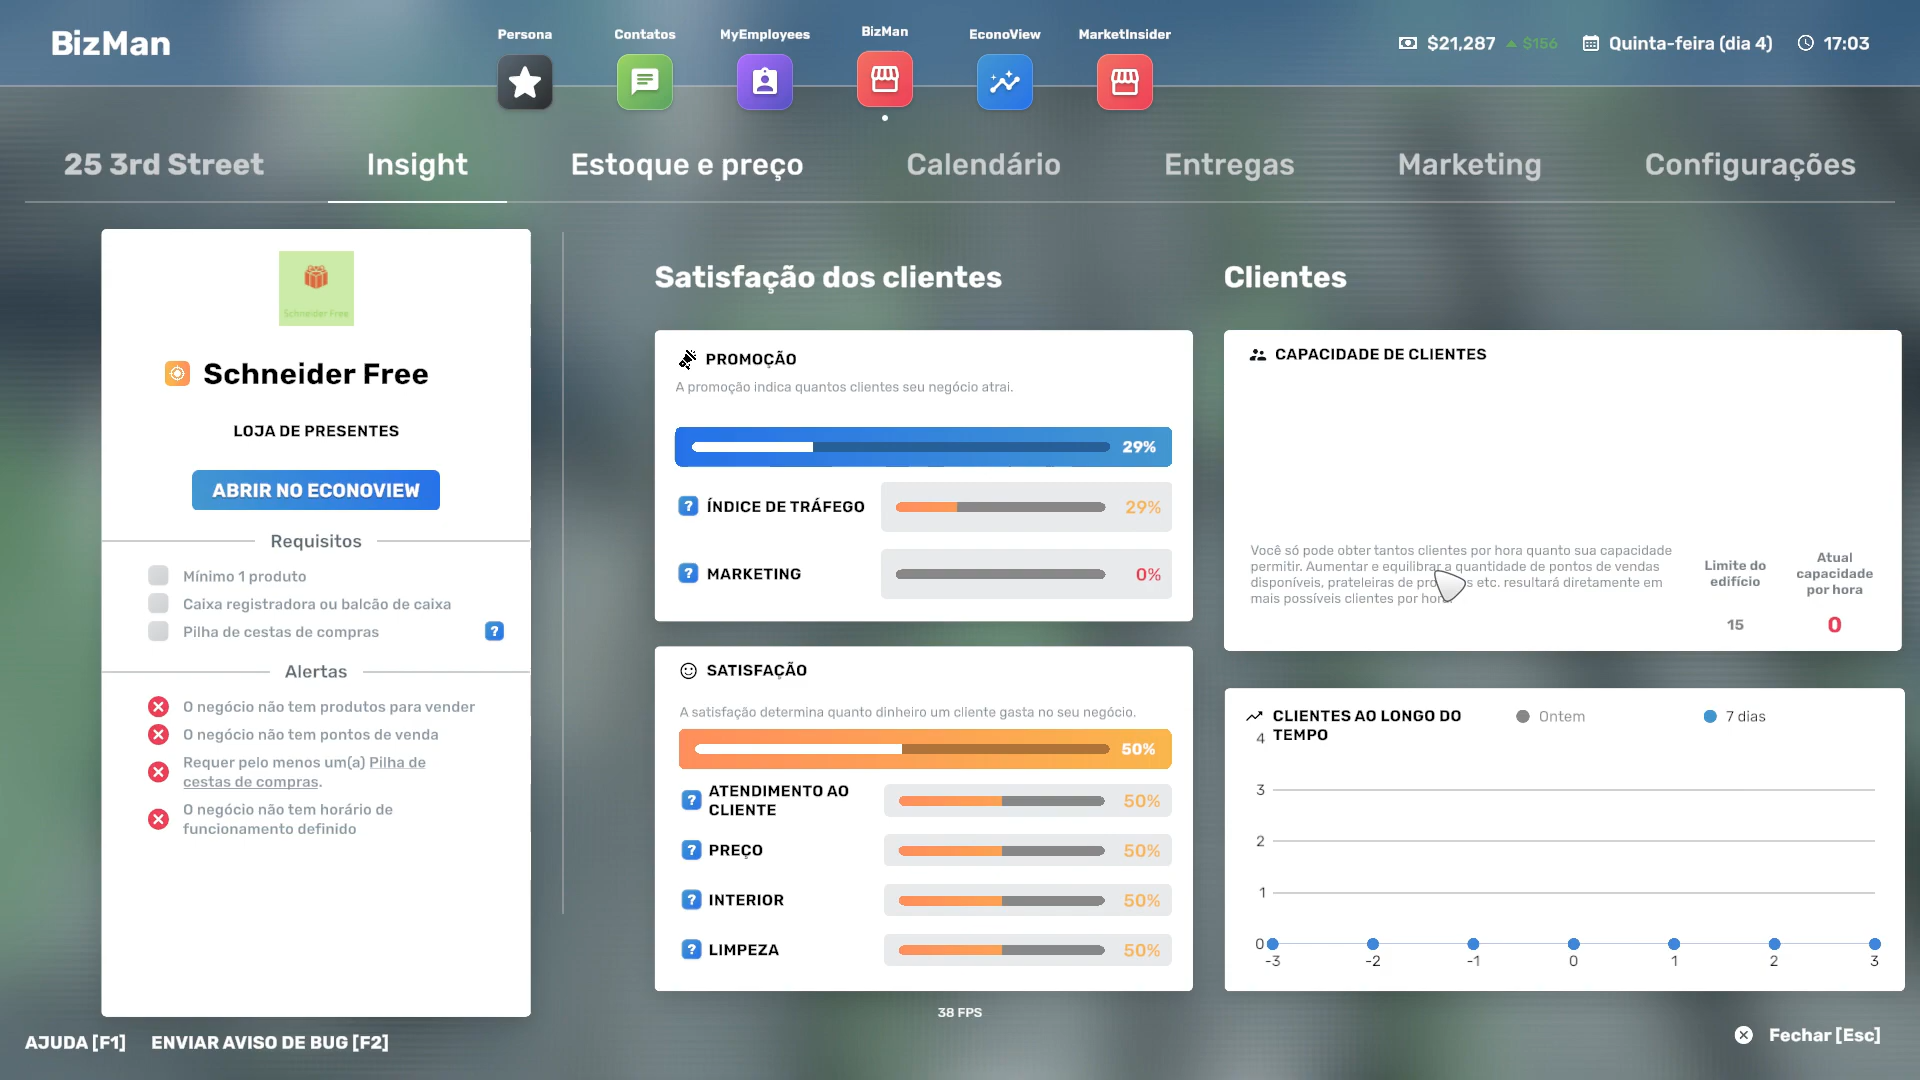 BizMan
Persona
Contatos
MyEmployees
BizMan
EconoView
MarketInsider
$21,287
$156
Quinta-feira (dia 4)
17:03
25 3rd Street
Insight
Estoque e preço
Calendário
Entregas
Marketing
Configurações
Schneider Free
Schneider Free
LOJA DE PRESENTES
ABRIR NO ECONOVIEW
Requisitos
Mínimo 1 produto
Caixa registradora ou balcão de caixa
Pilha de cestas de compras
?
Alertas
O negócio não tem produtos para vender
O negócio não tem pontos de venda
Requer pelo menos um(a) Pilha de
cestas de compras.
O negócio não tem horário de
funcionamento definido
Satisfação dos clientes
PROMOÇÃO
A promoção indica quantos clientes seu negócio atrai.
29%
? ÍNDICE DE TRÁFEGO 29%
? MARKETING 0%
SATISFAÇÃO
A satisfação determina quanto dinheiro um cliente gasta no seu negócio.
50%
? ATENDIMENTO AO
CLIENTE 50%
? PREÇO 50%
? INTERIOR 50%
? LIMPEZA 50%
Clientes
CAPACIDADE DE CLIENTES
Você só pode obter tantos clientes por hora quanto sua capacidade
permitir. Aumentar e equilibrar a quantidade de pontos de vendas
disponíveis, prateleiras de etc. resultará diretamente em
mais possíveis clientes por hora.
Limite do
edifício
15
Atual
capacidade
por hora
0
CLIENTES AO LONGO DO
TEMPO
Ontem
7 dias
4
3
2
1
0
-3 -2 -1 0 1 2 3
38 FPS
AJUDA [F1]
ENVIAR AVISO DE BUG [F2]
Fechar [Esc]